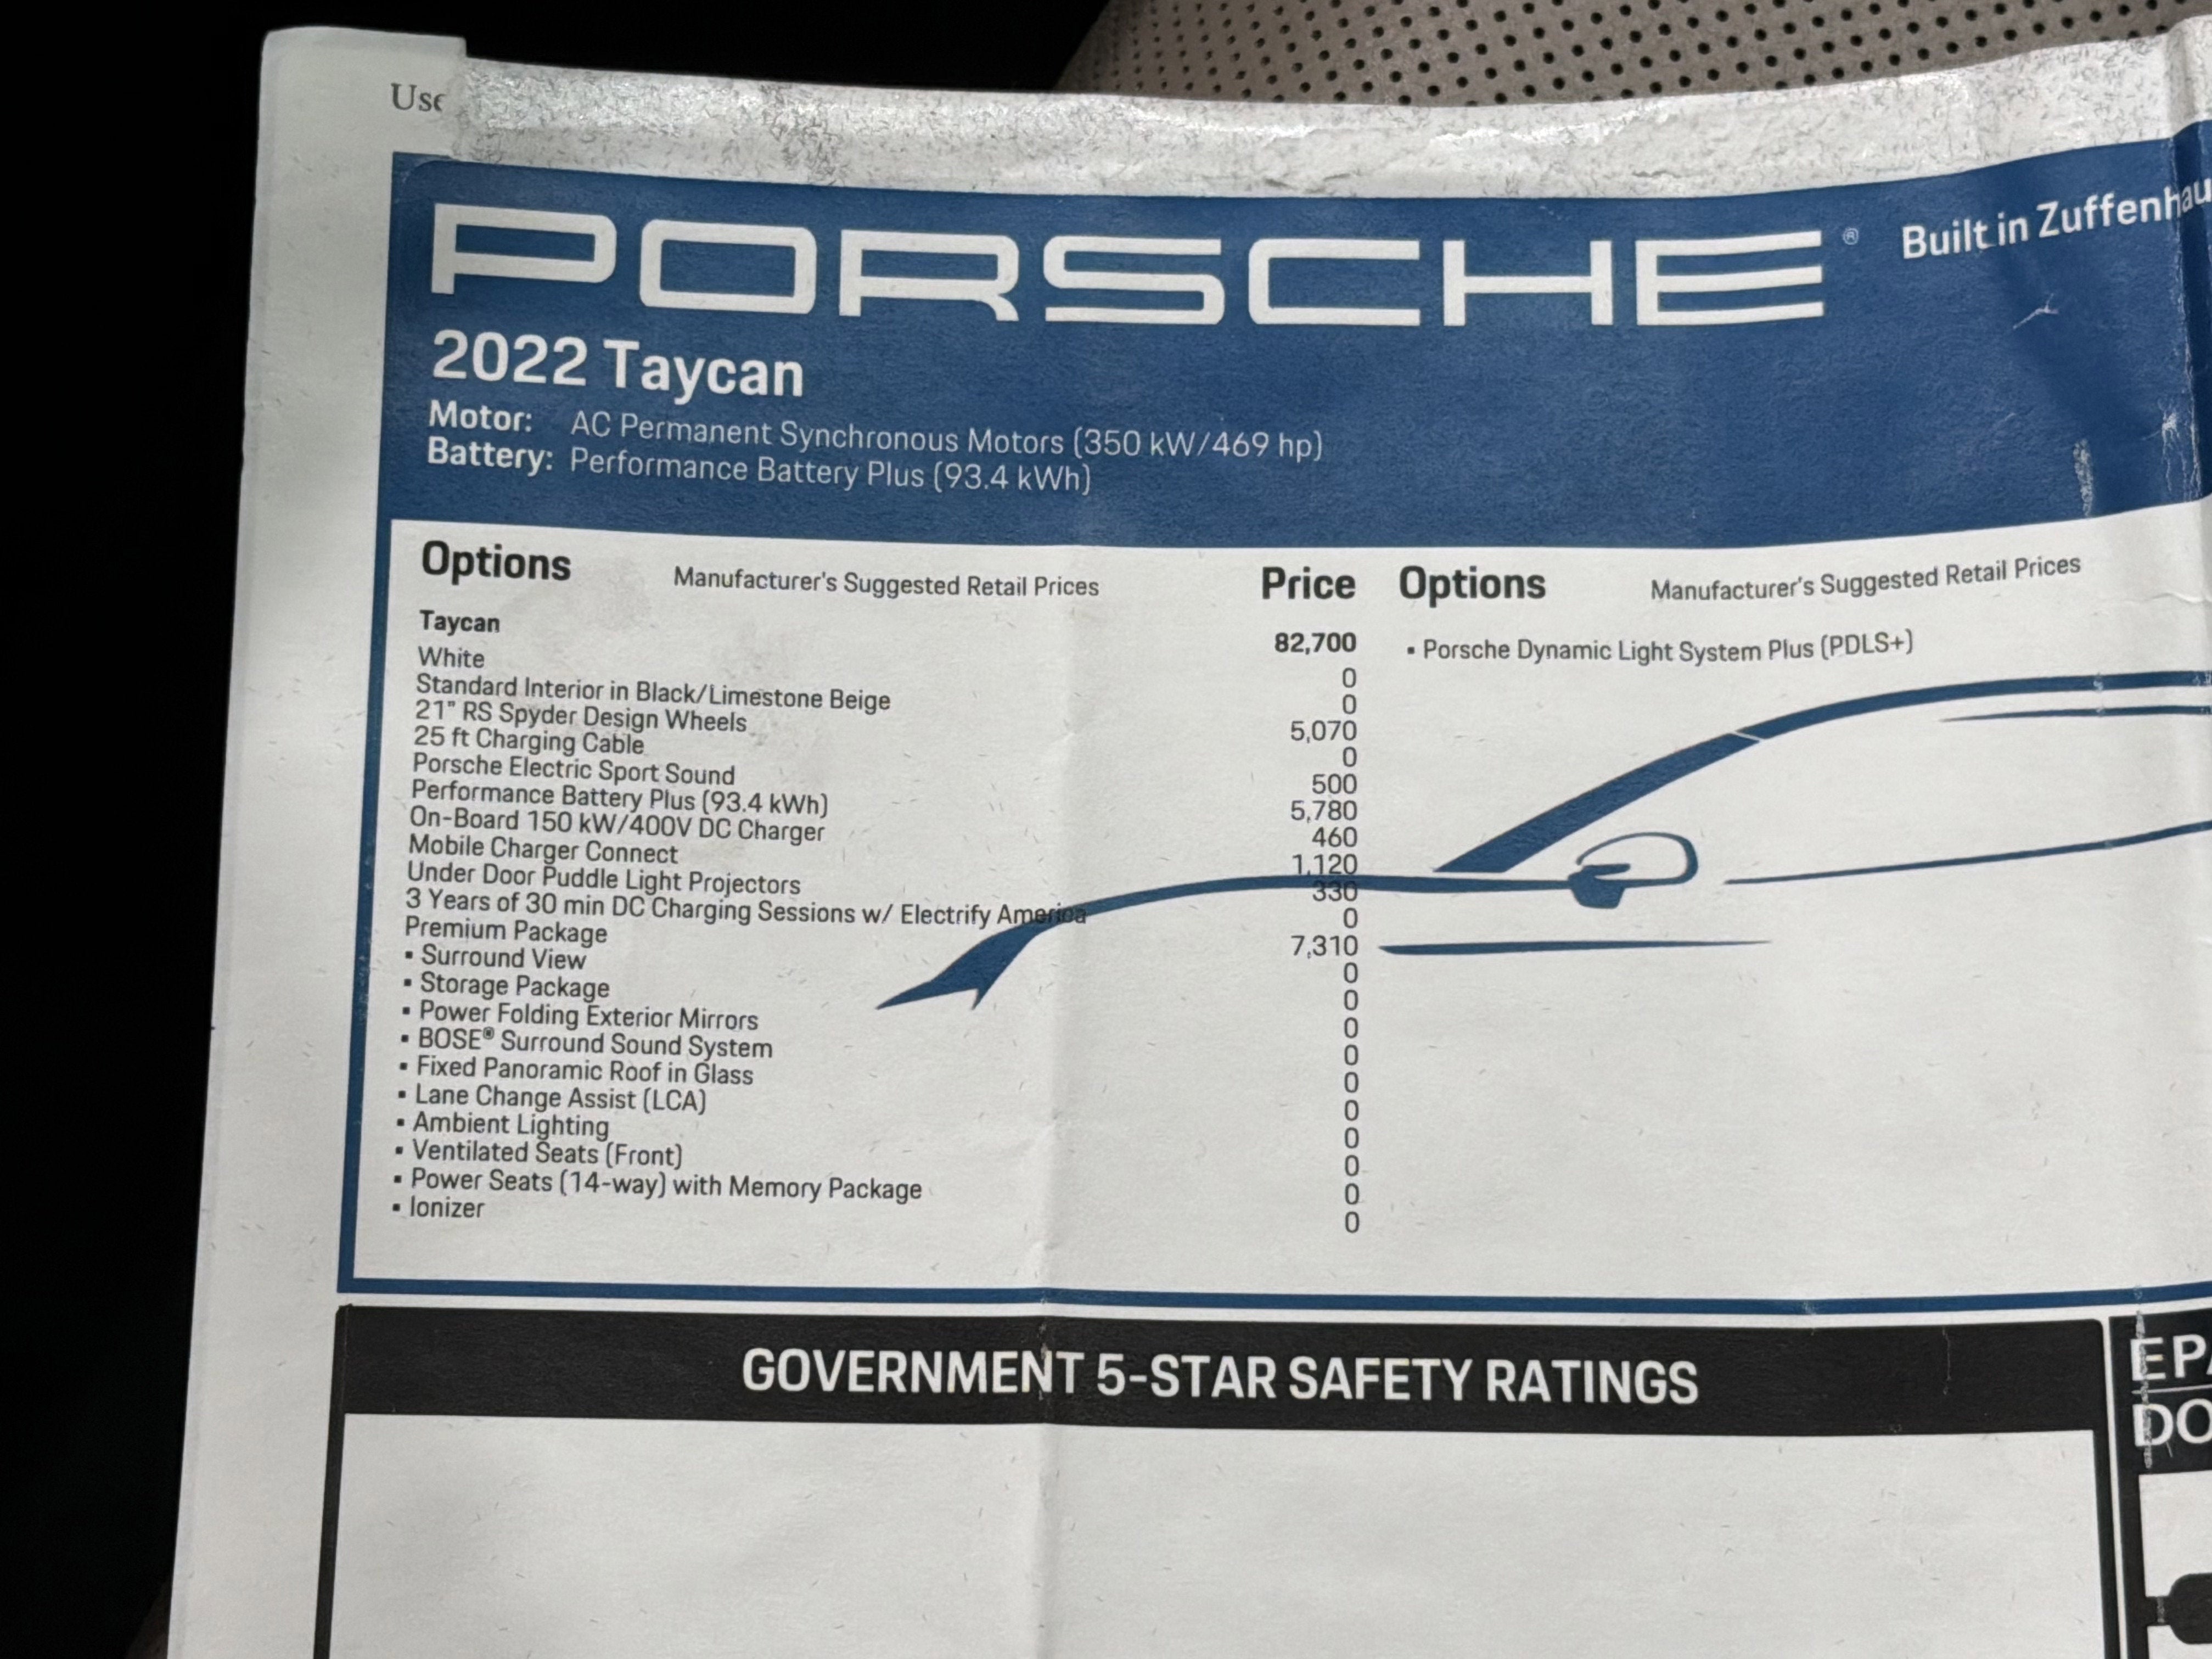 PORSCHE®
Built in
2022 Taycan
Motor: AC Permanent Synchronous Motors (350 kW/469 hp)
Battery: Performance Battery Plus (93.4 kWh)
Options Manufacturer's Suggested Retail Prices Price
Taycan 82,700
White 0
Standard Interior in Black/Limestone Beige 0
21" RS Spyder Design Wheels 5,070
25 ft Charging Cable 0
Porsche Electric Sport Sound 500
Performance Battery Plus (93.4 kWh) 5,780
On-Board 150 kW/400V DC Charger 460
Mobile Charger Connect 1,120
Under Door Puddle Light Projectors 330
3 Years of 30 min DC Charging Sessions w/ Electrify America 0
Premium Package 7,310
▪ Surround View 0
▪ Storage Package 0
▪ Power Folding Exterior Mirrors 0
▪ BOSE® Surround Sound System 0
▪ Fixed Panoramic Roof in Glass 0
▪ Lane Change Assist (LCA) 0
▪ Ambient Lighting 0
▪ Ventilated Seats (Front) 0
▪ Power Seats (14-way) with Memory Package 0
▪ Ionizer 0
Options Manufacturer's Suggested Retail Prices
▪ Porsche Dynamic Light System Plus (PDLS+)
GOVERNMENT 5-STAR SAFETY RATINGS